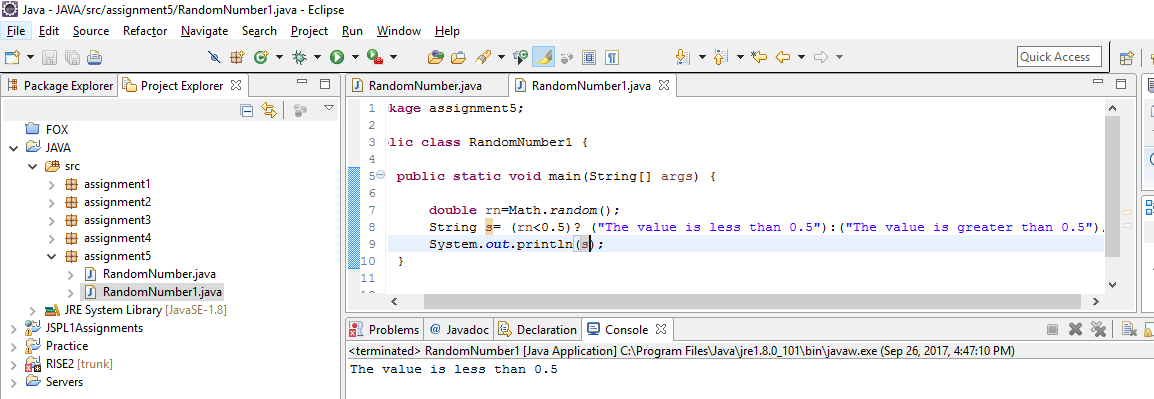 Java - JAVA/src/assignment5/RandomNumber1.java - Eclipse
File Edit Source Refactor Navigate Search Project Run Window Help
Quick Access
Package Explorer Project Explorer
FOX
JAVA
src
assignment1
assignment2
assignment3
assignment4
assignment5
RandomNumber.java
RandomNumber1.java
JRE System Library [JavaSE-1.8]
JSPL1Assignments
Practice
RISE2 [trunk]
Servers
RandomNumber.java RandomNumber1.java
1 kage assignment5;
2
3 lic class RandomNumber1 {
4
5 public static void main(String[] args) {
6
7 double rn=Math.random();
8 String s= (rn<0.5)? ("The value is less than 0.5"):("The value is greater than 0.5")
9 System.out.println(s);
10 }
11
Problems @ Javadoc Declaration Console
<terminated> RandomNumber1 [Java Application] C:\Program Files\Java\jre1.8.0_101\bin\javaw.exe (Sep 26, 2017, 4:47:10 PM)
The value is less than 0.5